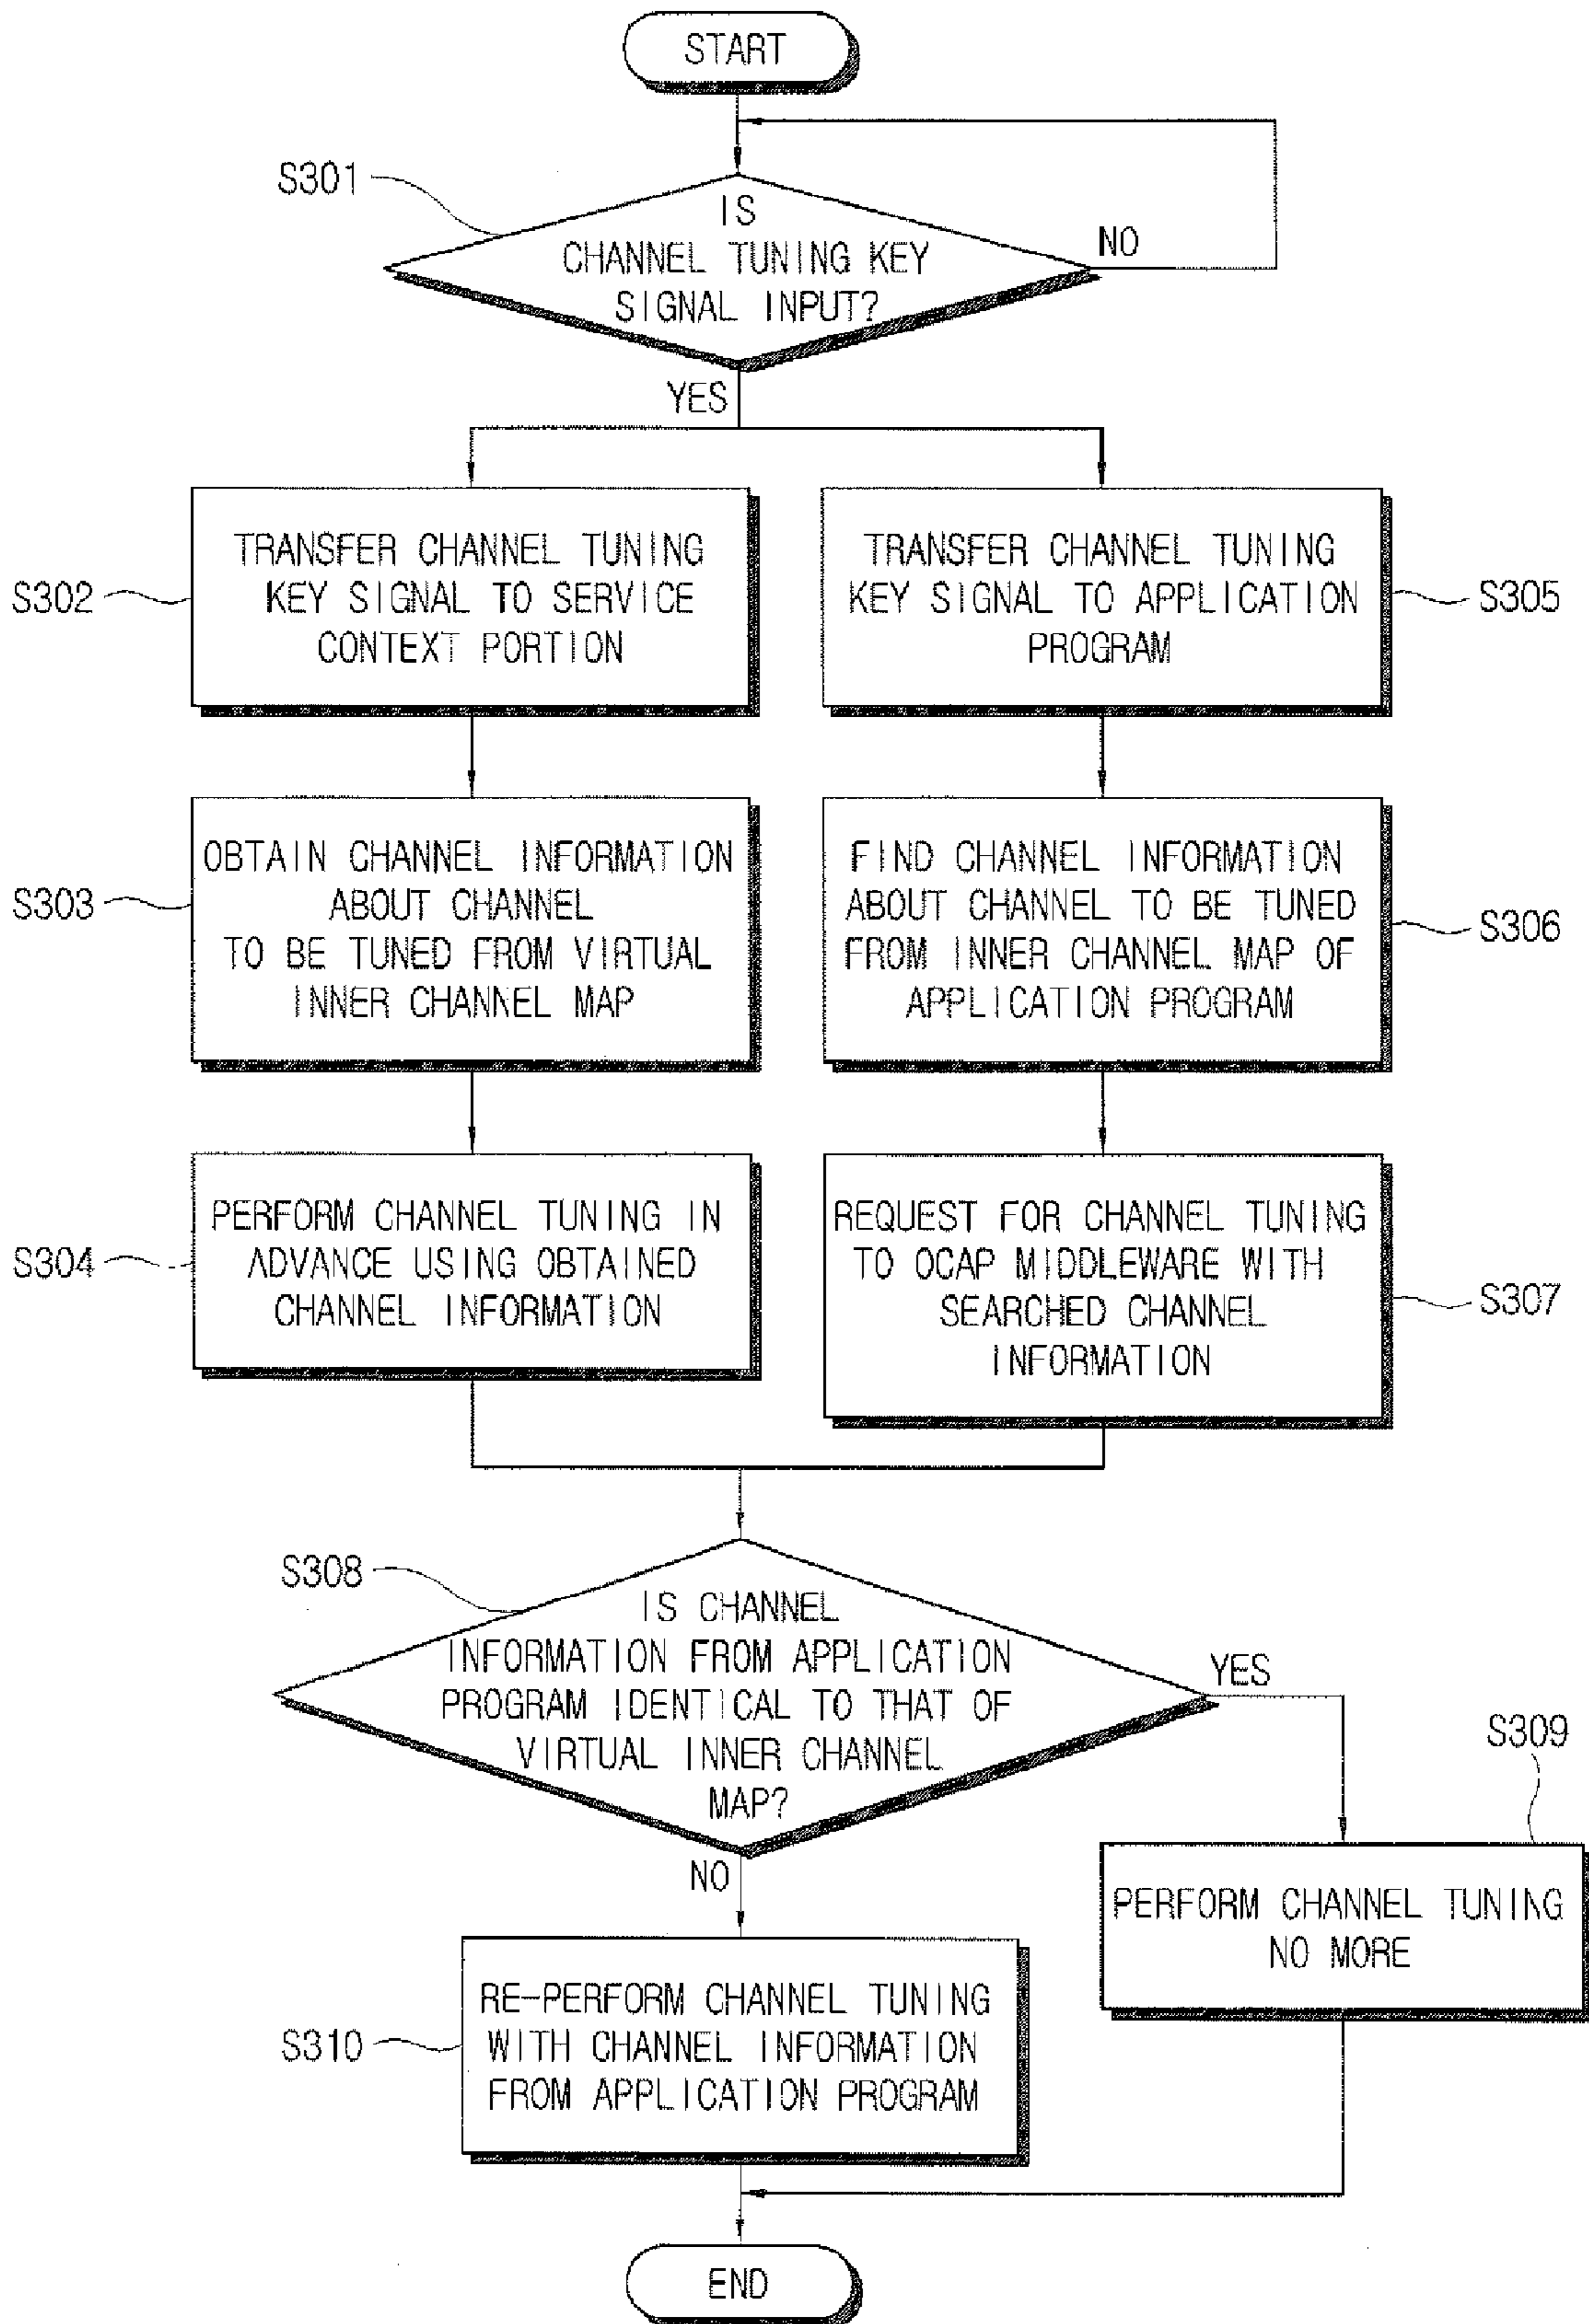 START
S301
IS
CHANNEL TUNING KEY
SIGNAL INPUT?
NO
YES
S302
TRANSFER CHANNEL TUNING
KEY SIGNAL TO SERVICE
CONTEXT PORTION
TRANSFER CHANNEL TUNING
KEY SIGNAL TO APPLICATION
PROGRAM
S305
S303
OBTAIN CHANNEL INFORMATION
ABOUT CHANNEL
TO BE TUNED FROM VIRTUAL
INNER CHANNEL MAP
FIND CHANNEL INFORMATION
ABOUT CHANNEL TO BE TUNED
FROM INNER CHANNEL MAP OF
APPLICATION PROGRAM
S306
S304
PERFORM CHANNEL TUNING IN
ADVANCE USING OBTAINED
CHANNEL INFORMATION
REQUEST FOR CHANNEL TUNING
TO OCAP MIDDLEWARE WITH
SEARCHED CHANNEL
INFORMATION
S307
S308
IS CHANNEL
INFORMATION FROM APPLICATION
PROGRAM IDENTICAL TO THAT OF
VIRTUAL INNER CHANNEL
MAP?
YES
NO
S309
PERFORM CHANNEL TUNING
NO MORE
S310
RE-PERFORM CHANNEL TUNING
WITH CHANNEL INFORMATION
FROM APPLICATION PROGRAM
END